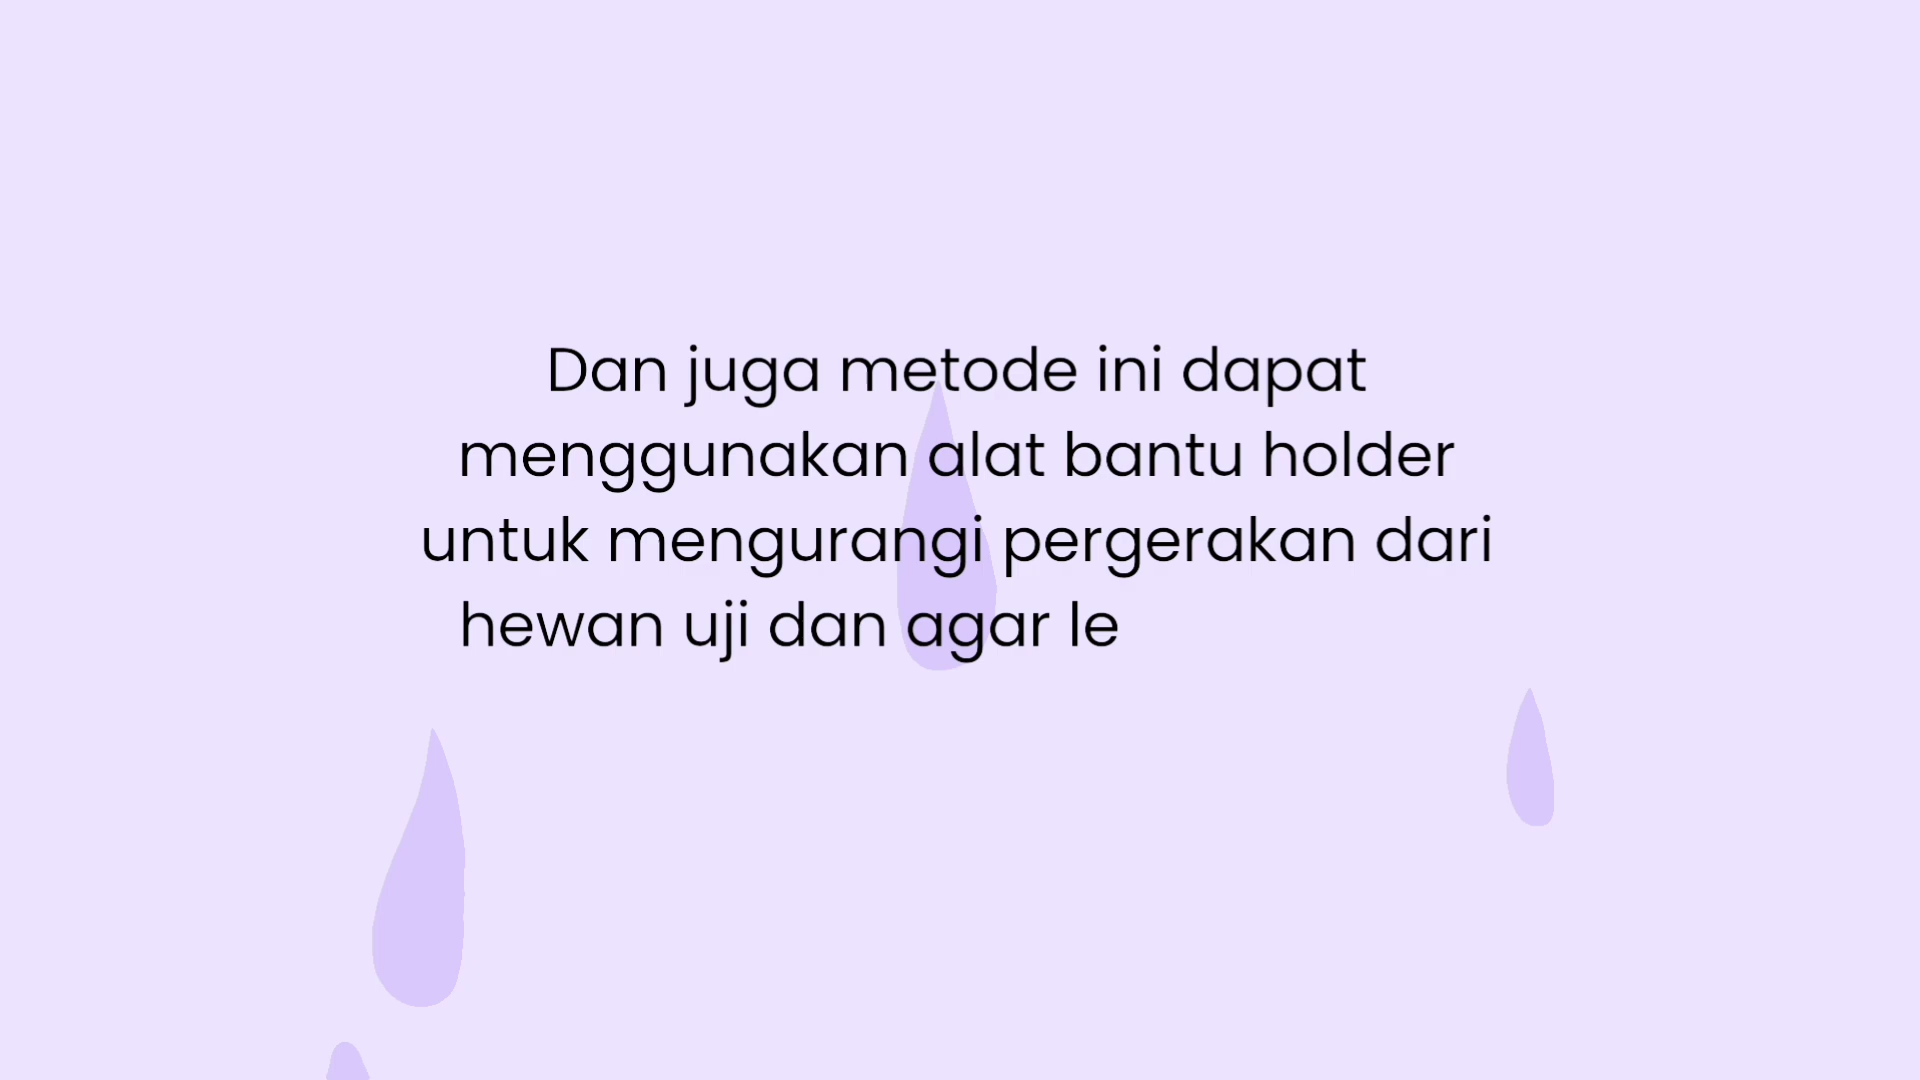 Dan juga metode ini dapat
menggunakan alat bantu holder
untuk mengurangi pergerakan dari
hewan uji dan agar le